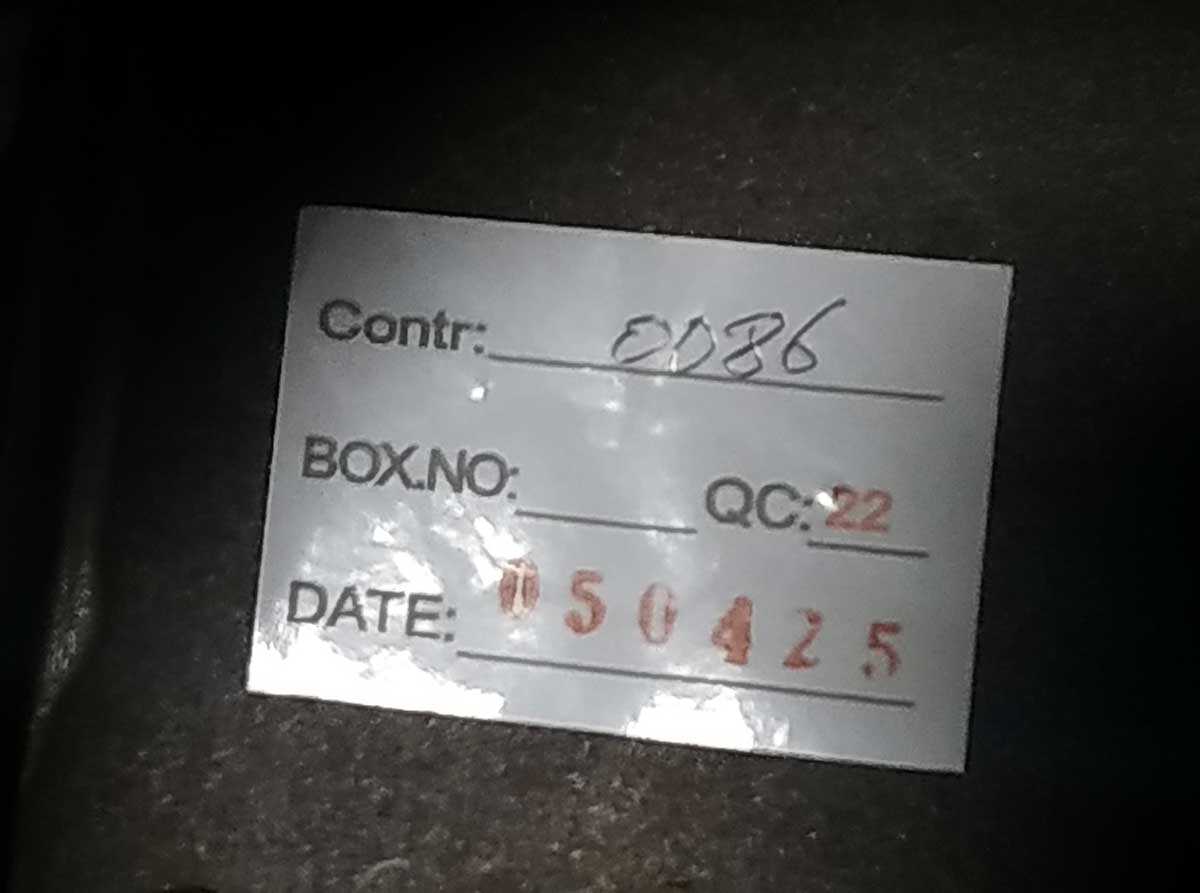 Contr: 0086
BOX.NO: QC: 22
DATE: 050425